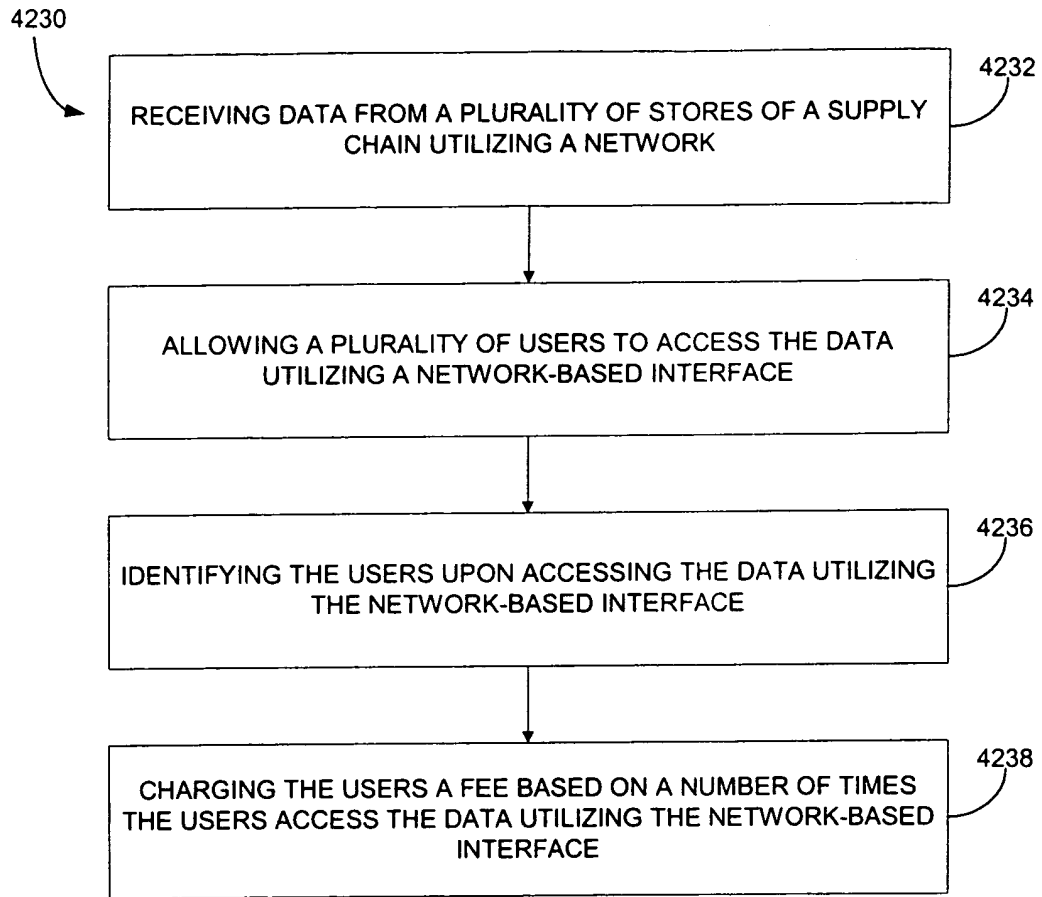 4230
4232
RECEIVING DATA FROM A PLURALITY OF STORES OF A SUPPLY
CHAIN UTILIZING A NETWORK
4234
ALLOWING A PLURALITY OF USERS TO ACCESS THE DATA
UTILIZING A NETWORK-BASED INTERFACE
4236
IDENTIFYING THE USERS UPON ACCESSING THE DATA UTILIZING
THE NETWORK-BASED INTERFACE
4238
CHARGING THE USERS A FEE BASED ON A NUMBER OF TIMES
THE USERS ACCESS THE DATA UTILIZING THE NETWORK-BASED
INTERFACE